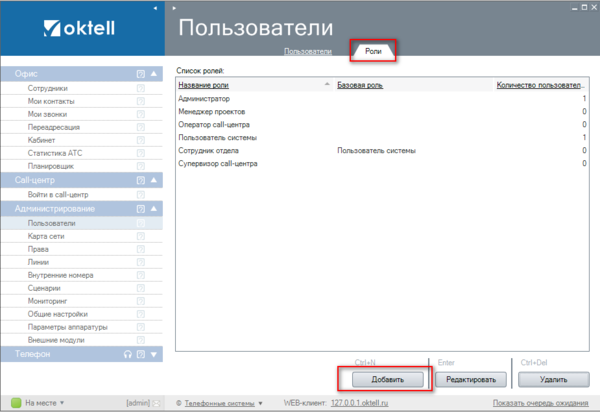 oktell
Пользователи
Пользователи Роли
Офис
Сотрудники
Мои контакты
Мои звонки
Переадресация
Кабинет
Статистика АТС
Планировщик
Call-центр
Войти в call-центр
Администрирование
Пользователи
Карта сети
Права
Линии
Внутренние номера
Сценарии
Мониторинг
Общие настройки
Параметры аппаратуры
Внешние модули
Телефон
Список ролей:
Название роли Базовая роль Количество пользовател...
Администратор 1
Менеджер проектов 0
Оператор call-центра 0
Пользователь системы 1
Сотрудник отдела Пользователь системы 0
Супервизор call-центра 0
Ctrl+N Enter Ctrl+Del
Добавить Редактировать Удалить
На месте [admin] © Телефонные системы WEB-клиент: 127.0.0.1.oktell.ru Показать очередь ожидания